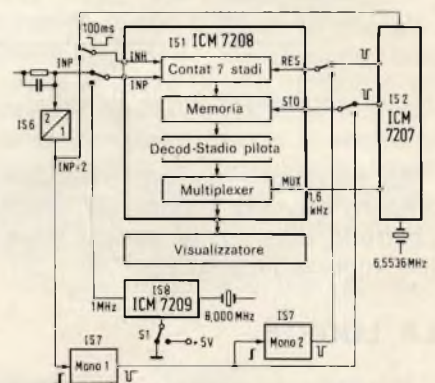 100ms
IS1 ICM 7208
INH
INP
INP
Contat 7 stadi
RES
Memoria
STO
IS2
ICM
7207
IS6
2/1
Decod-Stadio pilota
INP÷2
Multiplexer
MUX
1,6
kHz
Visualizzatore
6,5536MHz
IS8
ICM 7209
1MHz
8,000 MHz
S1
+5V
IS7
Mono 1
IS7
Mono 2